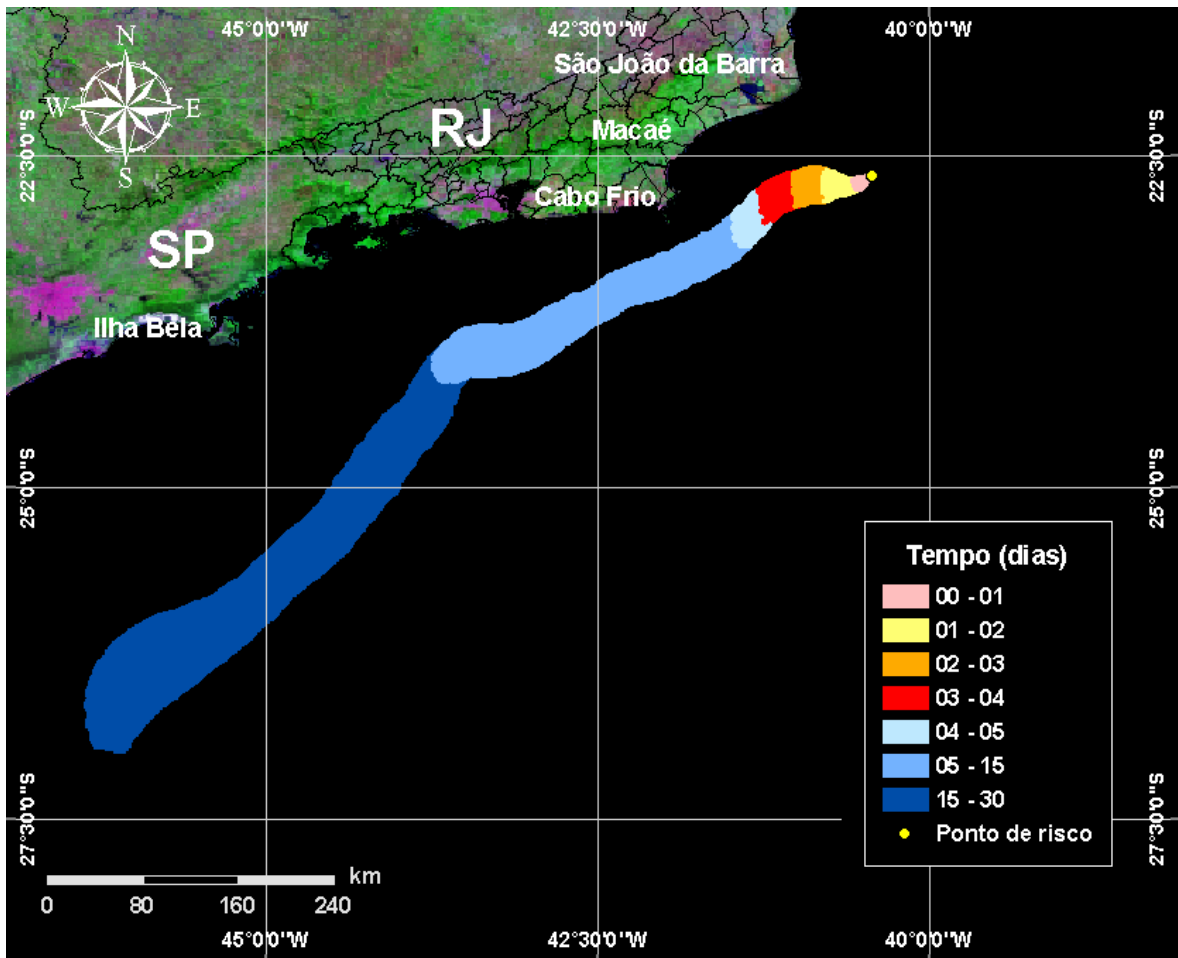 45°0'0"W 42°30'0"W 40°0'0"W
N
W E
S
São João da Barra
RJ
Macaé
22°30'0"S 22°30'0"S
Cabo Frio
SP
Ilha Bela
25°0'0"S 25°0'0"S
Tempo (dias)
00 - 01
01 - 02
02 - 03
03 - 04
04 - 05
05 - 15
15 - 30
Ponto de risco
27°30'0"S 27°30'0"S
km
0 80 160 240
45°0'0"W 42°30'0"W 40°0'0"W